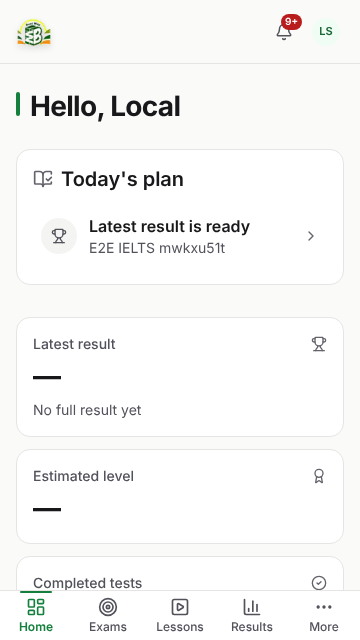 9+
LS
Hello, Local
Today's plan
Latest result is ready
E2E IELTS mwkxu51t
Latest result
—
No full result yet
Estimated level
—
Completed tests
Home
Exams
Lessons
Results
More